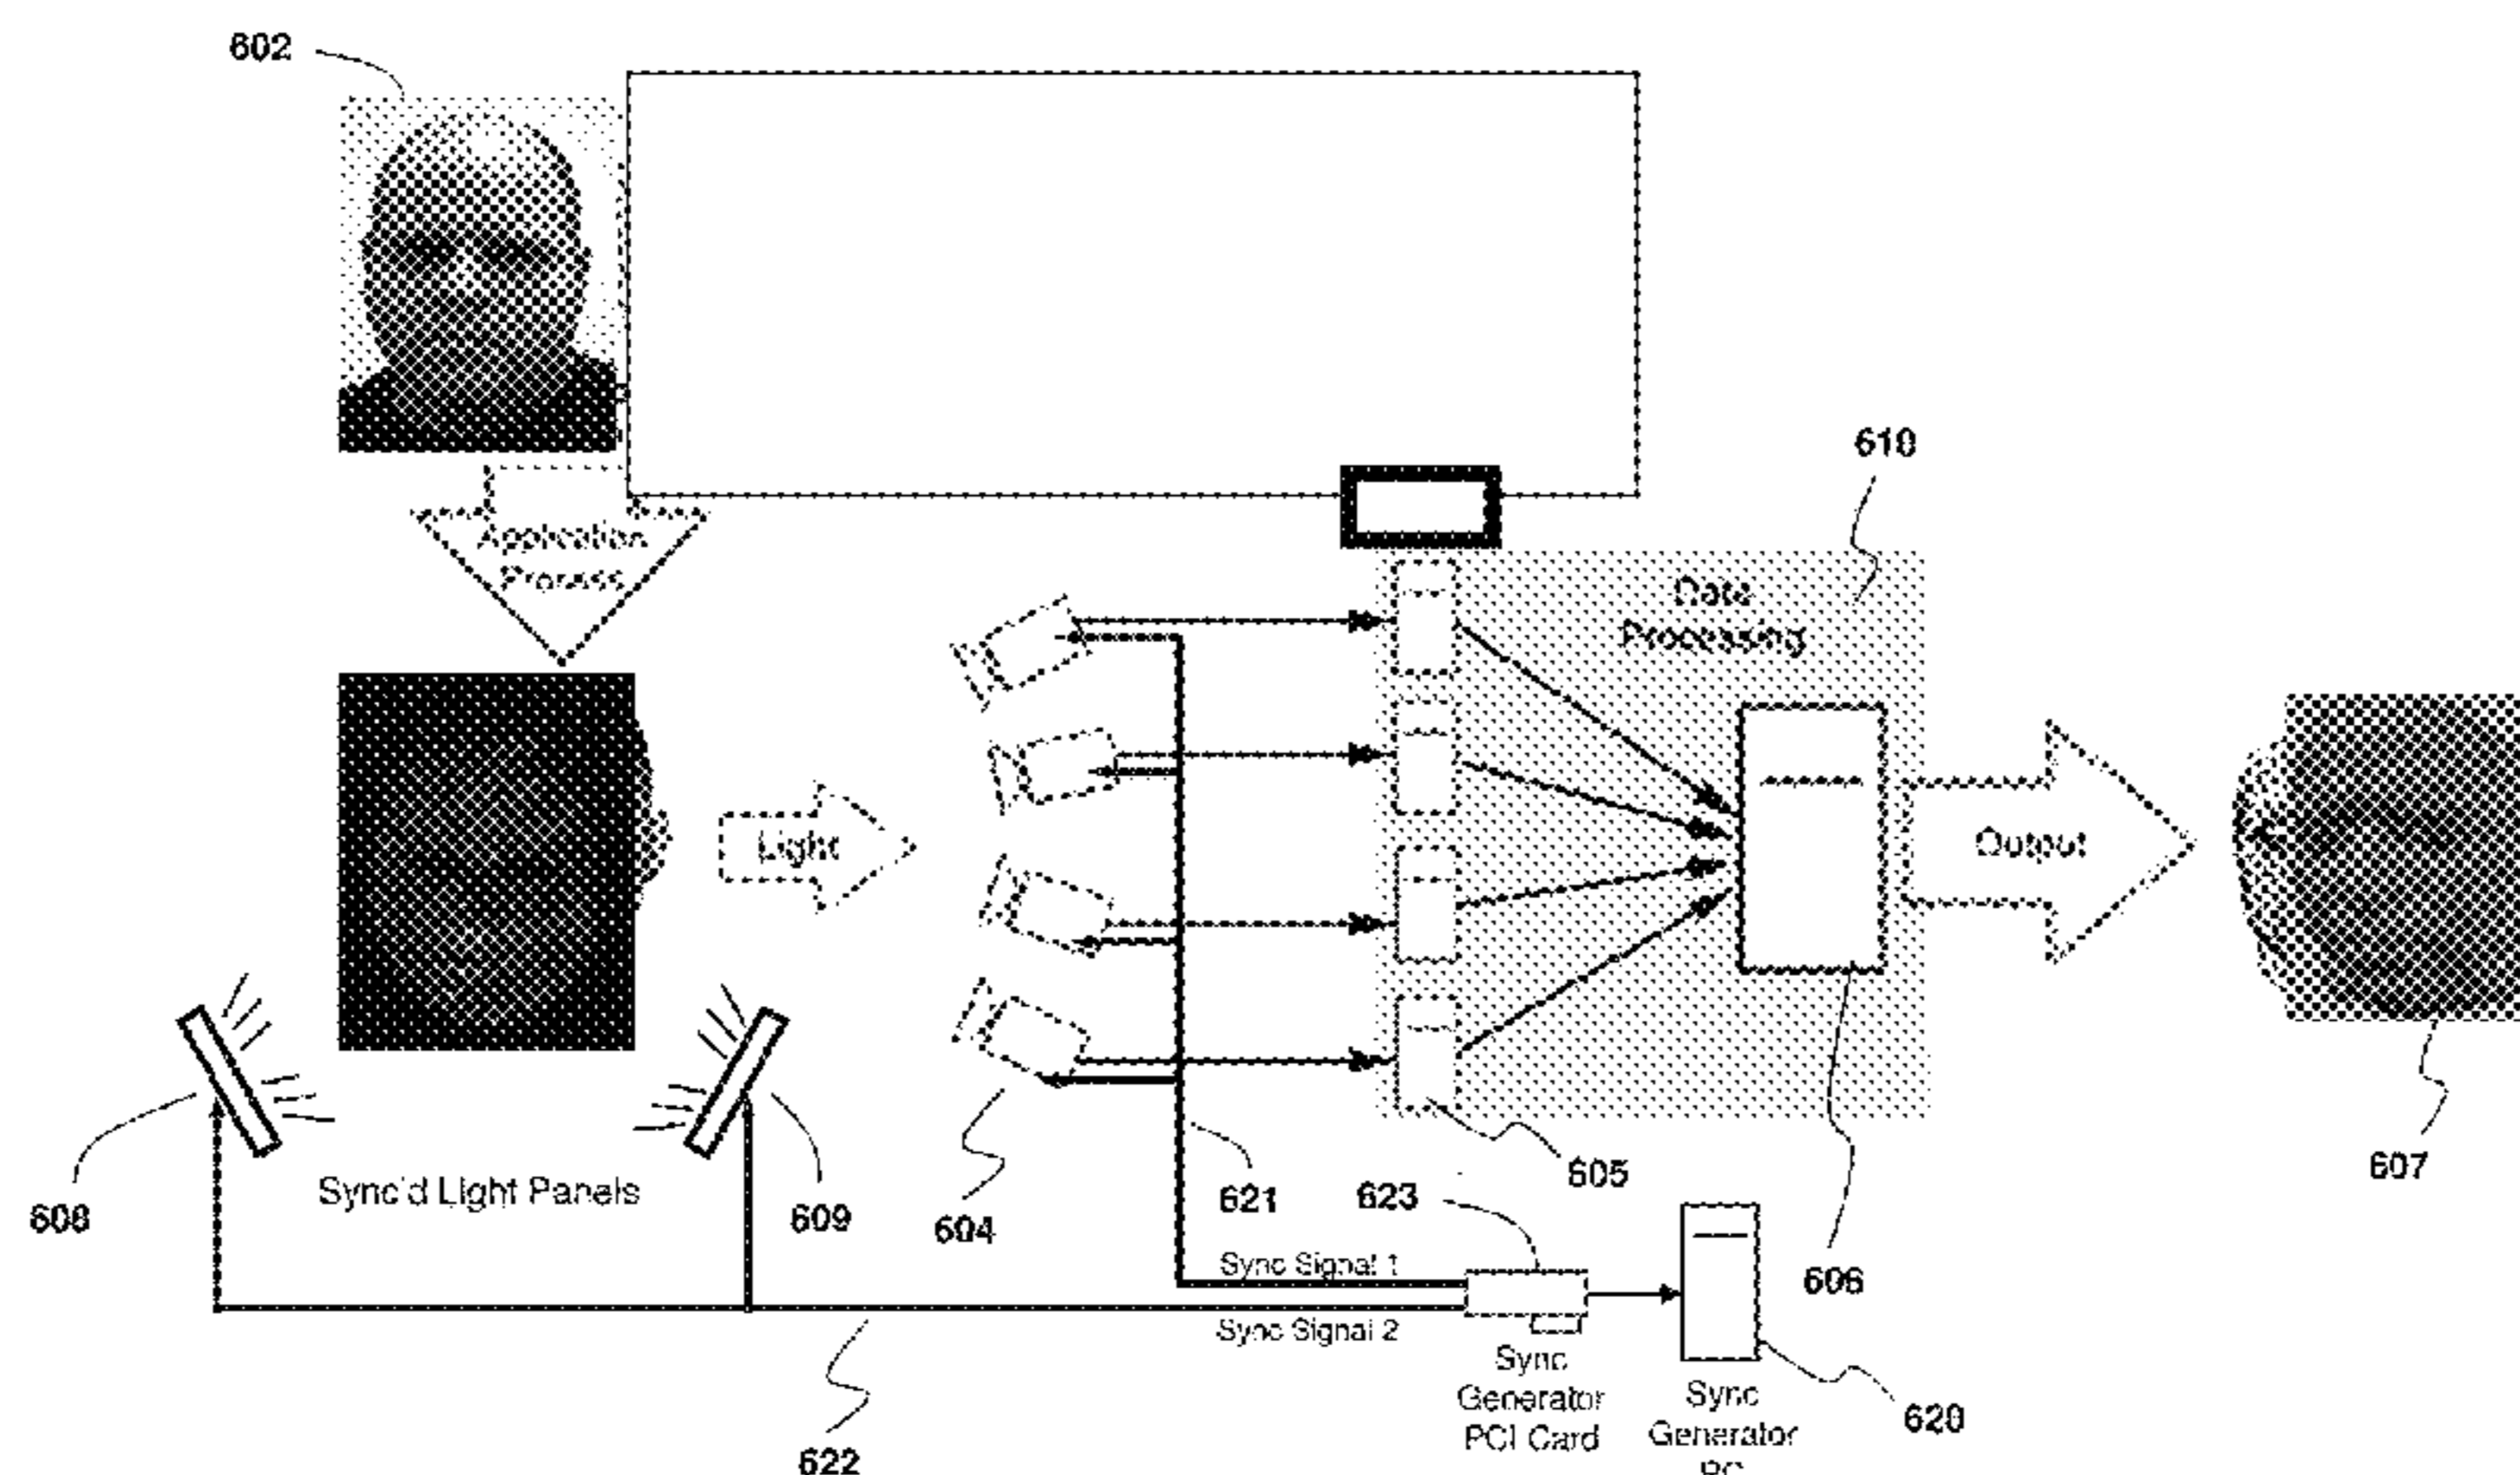 602
610
Application
Process
Data
Processing
Light
Output
605
607
608
Sync'd Light Panels
609
604
621
623
606
Sync Signal 1
Sync Signal 2
Sync
Generator
PCI Card
Sync
Generator
PC
620
622